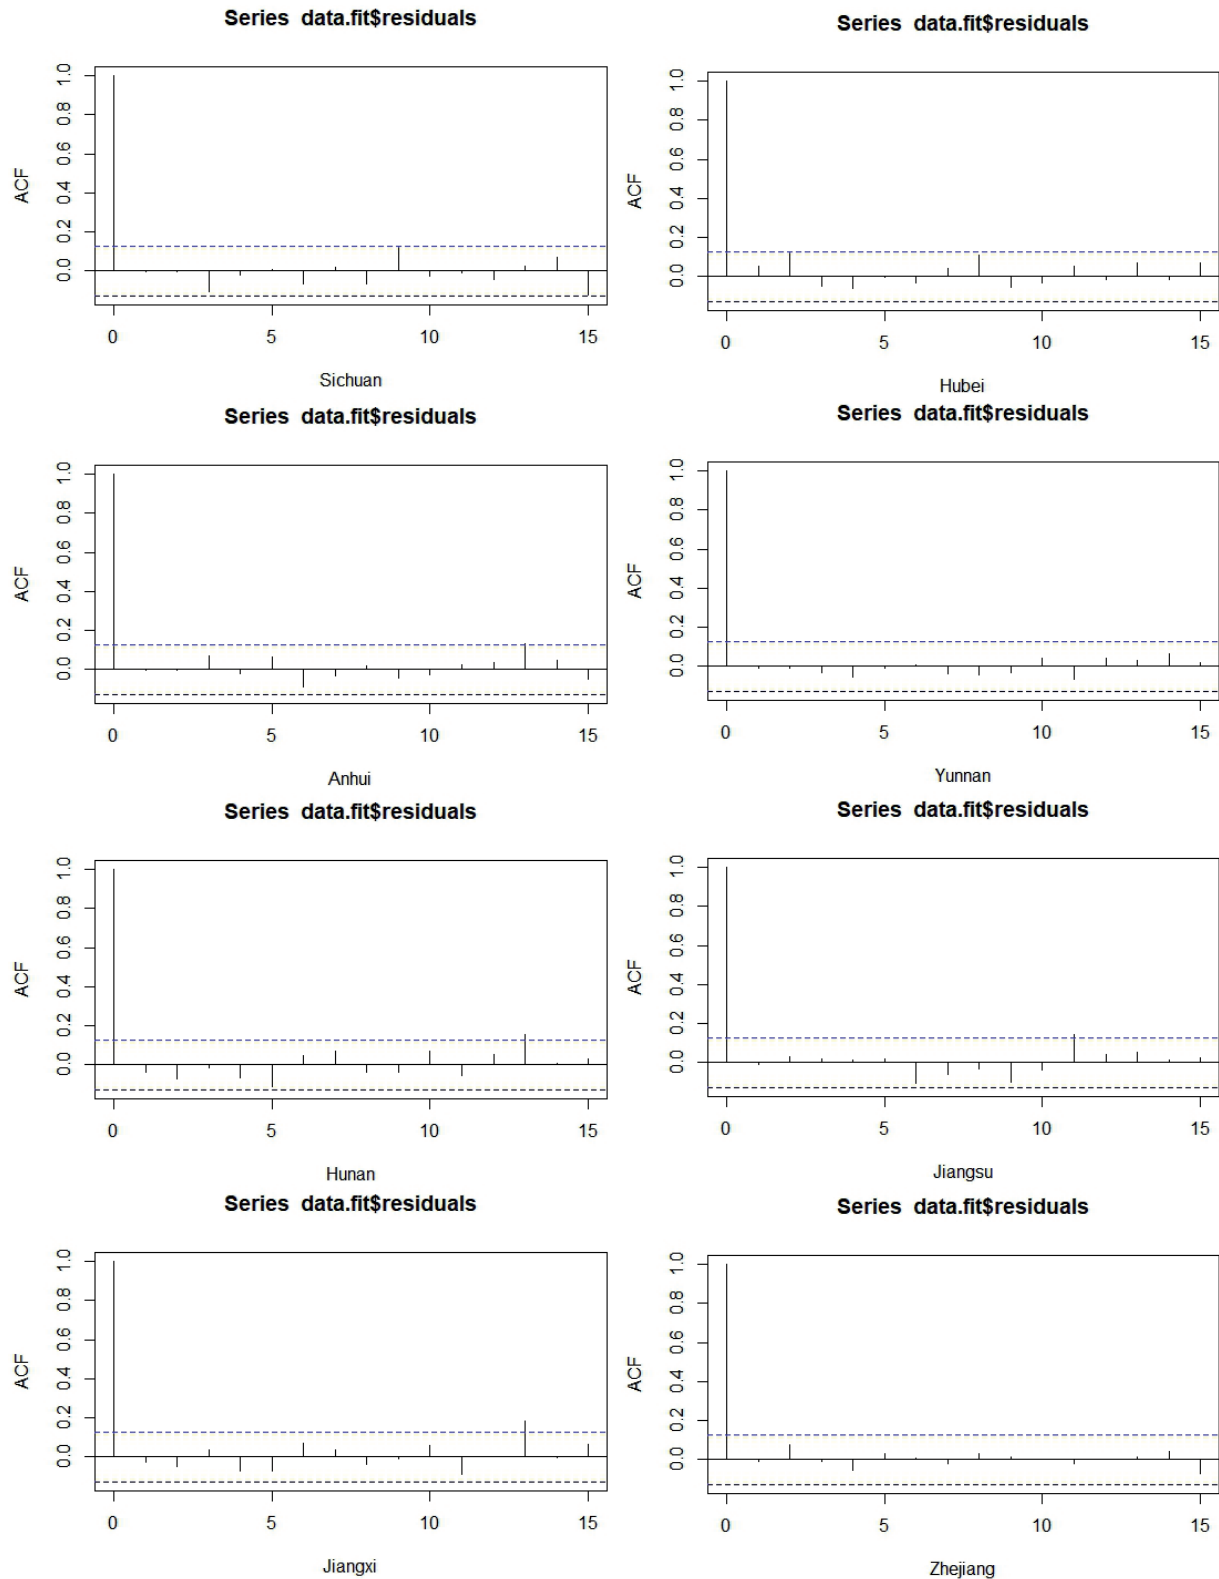 Series data.fit$residuals
ACF
0.0 0.2 0.4 0.6 0.8 1.0
0 5 10 15
Sichuan
Series data.fit$residuals
ACF
0.0 0.2 0.4 0.6 0.8 1.0
0 5 10 15
Hubei
Series data.fit$residuals
ACF
0.0 0.2 0.4 0.6 0.8 1.0
0 5 10 15
Anhui
Series data.fit$residuals
ACF
0.0 0.2 0.4 0.6 0.8 1.0
0 5 10 15
Yunnan
Series data.fit$residuals
ACF
0.0 0.2 0.4 0.6 0.8 1.0
0 5 10 15
Hunan
Series data.fit$residuals
ACF
0.0 0.2 0.4 0.6 0.8 1.0
0 5 10 15
Jiangsu
Series data.fit$residuals
ACF
0.0 0.2 0.4 0.6 0.8 1.0
0 5 10 15
Jiangxi
Series data.fit$residuals
ACF
0.0 0.2 0.4 0.6 0.8 1.0
0 5 10 15
Zhejiang